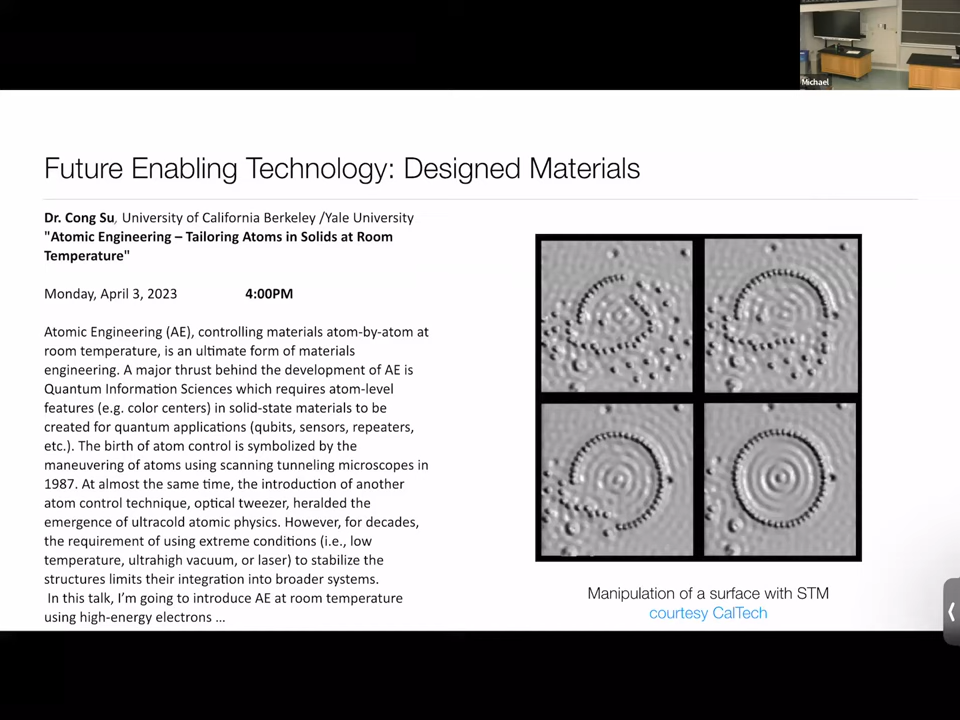 Michael
Future Enabling Technology: Designed Materials
Dr. Cong Su, University of California Berkeley /Yale University
"Atomic Engineering – Tailoring Atoms in Solids at Room
Temperature"
Monday, April 3, 2023 4:00PM
Atomic Engineering (AE), controlling materials atom-by-atom at
room temperature, is an ultimate form of materials
engineering. A major thrust behind the development of AE is
Quantum Information Sciences which requires atom-level
features (e.g. color centers) in solid-state materials to be
created for quantum applications (qubits, sensors, repeaters,
etc.). The birth of atom control is symbolized by the
maneuvering of atoms using scanning tunneling microscopes in
1987. At almost the same time, the introduction of another
atom control technique, optical tweezer, heralded the
emergence of ultracold atomic physics. However, for decades,
the requirement of using extreme conditions (i.e., low
temperature, ultrahigh vacuum, or laser) to stabilize the
structures limits their integration into broader systems.
In this talk, I'm going to introduce AE at room temperature
using high-energy electrons ...
Manipulation of a surface with STM
courtesy CalTech